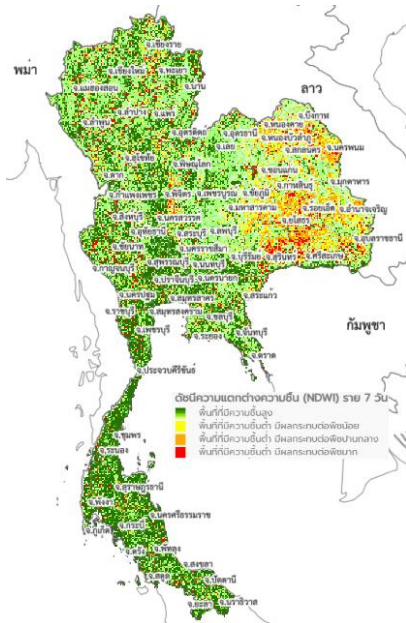 จ.เชียงราย
พม่า
จ.เชียงใหม่
จ.พะเยา
จ.แม่ฮ่องสอน
จ.น่าน
ลาว
จ.ลำปาง
จ.แพร่
จ.ลำพูน
จ.อุตรดิตถ์
จ.อุดรธานี
จ.หนองคาย
จ.บึงกาฬ
จ.หนองบัวลำภู
จ.เลย
จ.สกลนคร
จ.นครพนม
จ.สุโขทัย
จ.พิษณุโลก
จ.ขอนแก่น
จ.ตาก
จ.มุกดาหาร
จ.กำแพงเพชร
จ.พิจิตร
จ.เพชรบูรณ์
จ.ชัยภูมิ
จ.กาฬสินธุ์
จ.สิงห์บุรี
จ.นครสวรรค์
จ.มหาสารคาม
จ.ร้อยเอ็ด
จ.อำนาจเจริญ
จ.อุทัยธานี
จ.สระบุรี
จ.ลพบุรี
จ.ยโสธร
จ.ชัยนาท
จ.นครราชสีมา
จ.อุบลราชธานี
จ.สุพรรณบุรี
จ.นนทบุรี
จ.บุรีรัมย์
จ.สุรินทร์
จ.ศรีสะเกษ
จ.กาญจนบุรี
จ.ปราจีนบุรี
จ.นครนายก
จ.นครปฐม
จ.สมุทรสาคร
จ.สระแก้ว
จ.ราชบุรี
จ.สมุทรสงคราม
จ.ชลบุรี
กัมพูชา
จ.เพชรบุรี
จ.ระยอง
จ.จันทบุรี
จ.ตราด
จ.ประจวบคีรีขันธ์
ดัชนีความแตกต่างความชื้น (NDWI) ราย 7 วัน
พื้นที่ที่มีความชื้นสูง
พื้นที่ที่มีความชื้นต่ำ มีผลกระทบต่อพืชน้อย
พื้นที่ที่มีความชื้นต่ำ มีผลกระทบต่อพืชปานกลาง
พื้นที่ที่มีความชื้นต่ำ มีผลกระทบต่อพืชมาก
จ.ชุมพร
จ.ระนอง
จ.สุราษฎร์ธานี
จ.พังงา
จ.นครศรีธรรมราช
จ.กระบี่
จ.ภูเก็ต
จ.ตรัง
จ.พัทลุง
จ.สงขลา
จ.สตูล
จ.ปัตตานี
จ.ยะลา
จ.นราธิวาส